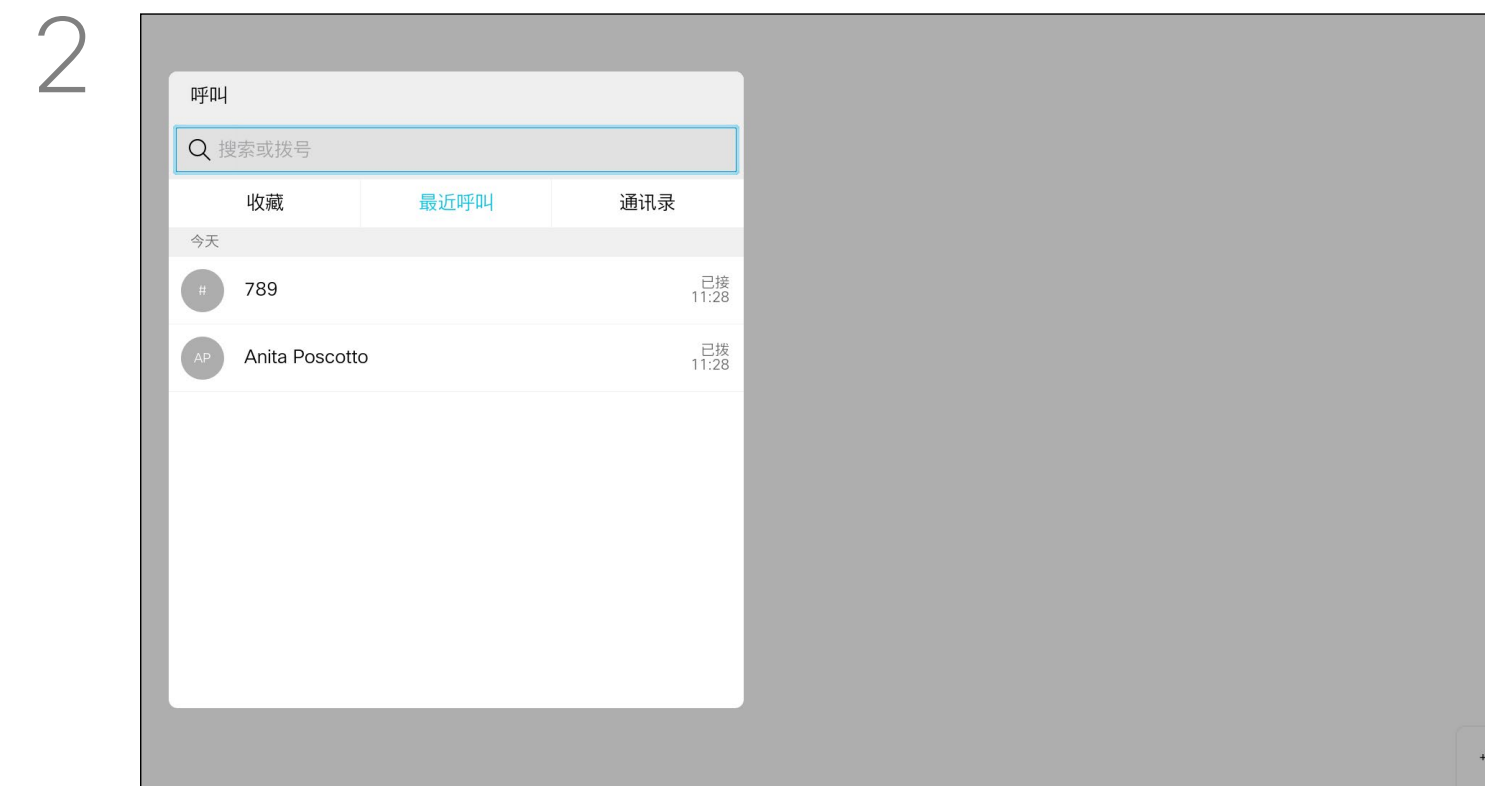 2
呼叫
搜索或拨号
收藏 最近呼叫 通讯录
今天
# 789 已接
11:28
AP Anita Poscotto 已拨
11:28
+